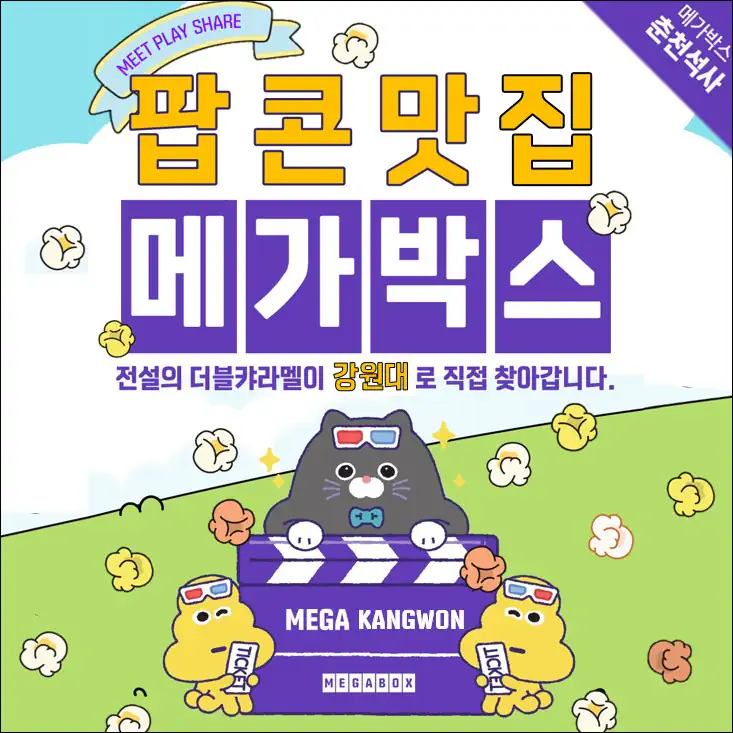 MEET PLAY SHARE
메가박스
춘천석사
팝콘맛집
메가박스
전설의 더블캬라멜이 강원대 로 직접 찾아갑니다.
MEGA KANGWON
TICKET
TICKET
MEGABOX